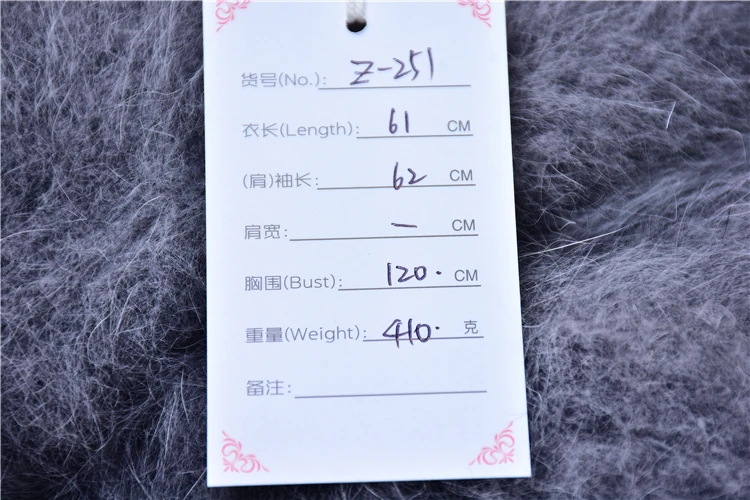 货号(No.): Z-251
衣长(Length): 61 CM
(肩)袖长: 62 CM
肩宽: — CM
胸围(Bust): 120. CM
重量(Weight): 410. 克
备注: